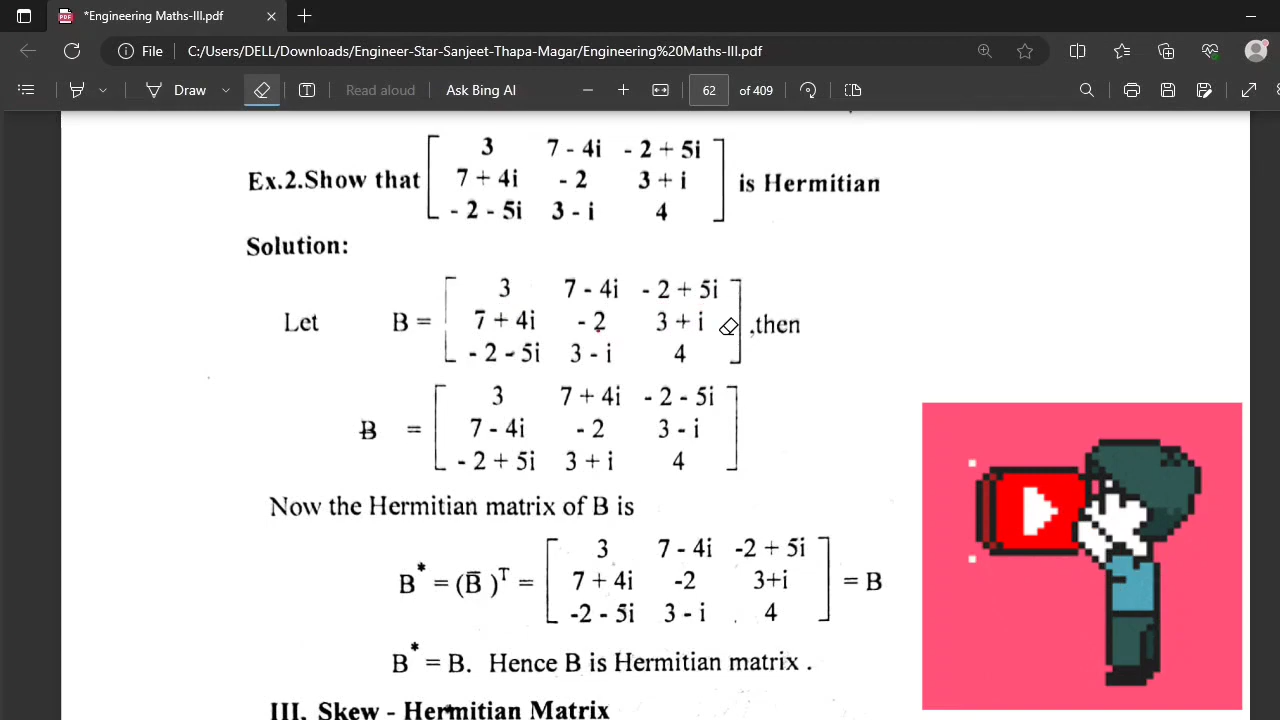 *Engineering Maths-III.pdf
File C:/Users/DELL/Downloads/Engineer-Star-Sanjeet-Thapa-Magar/Engineering%20Maths-III.pdf
Draw Read aloud Ask Bing AI 62 of 409
3 7 - 4i - 2 + 5i
Ex.2.Show that 7 + 4i - 2 3 + i is Hermitian
- 2 - 5i 3 - i 4
Solution:
3 7 - 4i - 2 + 5i
Let B = 7 + 4i - 2 3 + i ,then
- 2 - 5i 3 - i 4
3 7 + 4i - 2 - 5i
B = 7 - 4i - 2 3 - i
- 2 + 5i 3 + i 4
Now the Hermitian matrix of B is
3 7 - 4i -2 + 5i
B* = (B̄ )ᵀ = 7 + 4i -2 3+i = B
-2 - 5i 3 - i 4
B* = B. Hence B is Hermitian matrix .
III. Skew - Hermitian Matrix